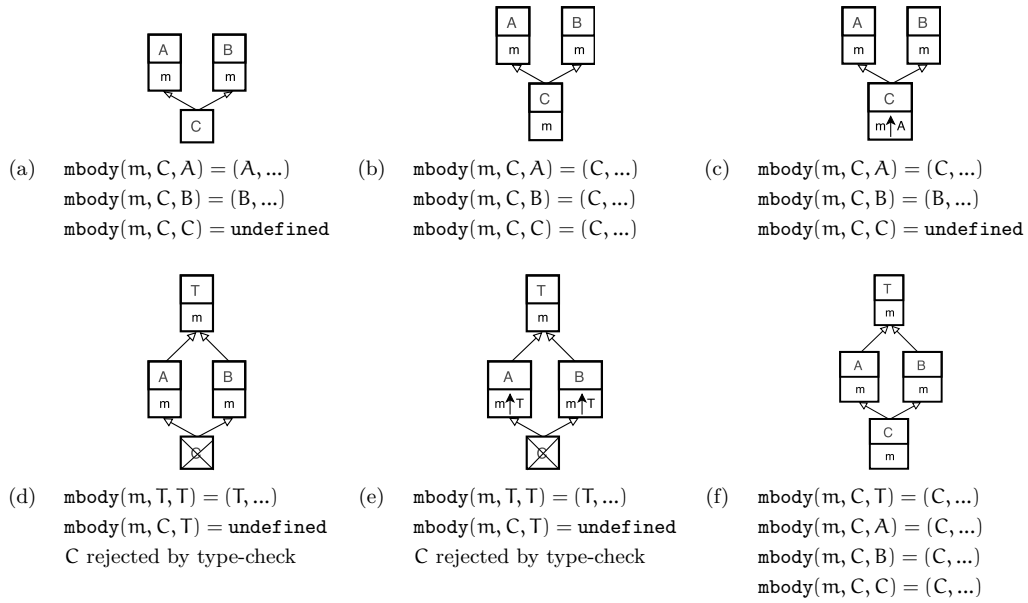 A B
m m
C
(a) mbody(m, C, A) = (A, ...)
mbody(m, C, B) = (B, ...)
mbody(m, C, C) = undefined
A B
m m
C
m
(b) mbody(m, C, A) = (C, ...)
mbody(m, C, B) = (C, ...)
mbody(m, C, C) = (C, ...)
A B
m m
C
m↑A
(c) mbody(m, C, A) = (C, ...)
mbody(m, C, B) = (B, ...)
mbody(m, C, C) = undefined
T
m
A B
m m
C
(d) mbody(m, T, T) = (T, ...)
mbody(m, C, T) = undefined
C rejected by type-check
T
m
A B
m↑T m↑T
C
(e) mbody(m, T, T) = (T, ...)
mbody(m, C, T) = undefined
C rejected by type-check
T
m
A B
m m
C
m
(f) mbody(m, C, T) = (C, ...)
mbody(m, C, A) = (C, ...)
mbody(m, C, B) = (C, ...)
mbody(m, C, C) = (C, ...)